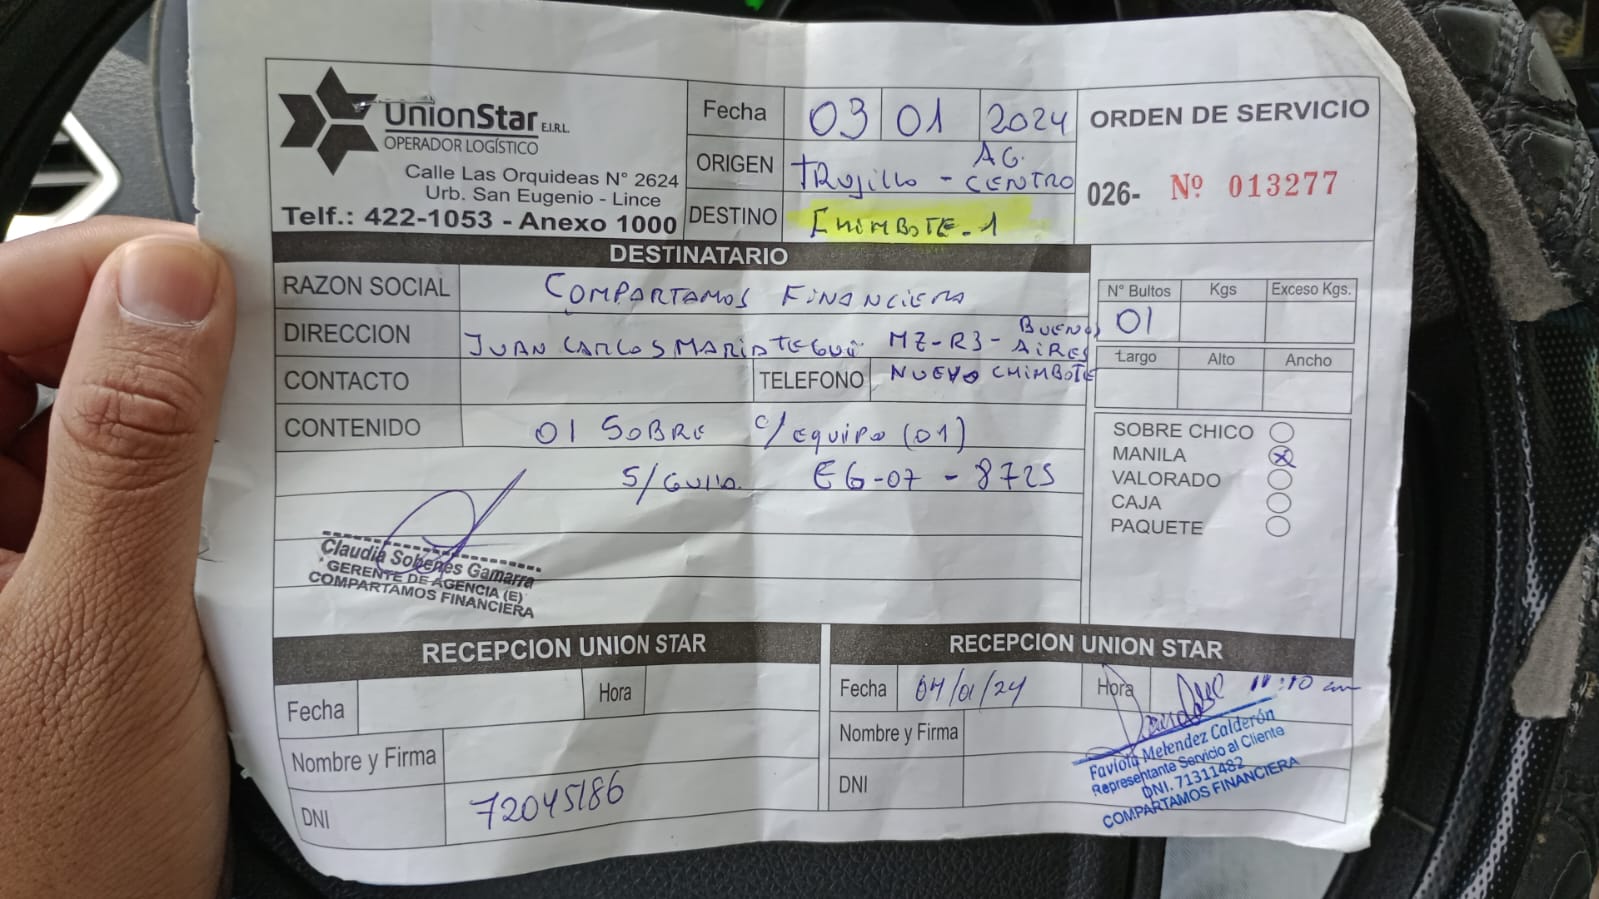 UnionStar E.I.R.L.
OPERADOR LOGÍSTICO
Calle Las Orquideas N° 2624
Urb. San Eugenio - Lince
Telf.: 422-1053 - Anexo 1000
Fecha 03 01 2024
ORIGEN TRUJILLO - AG. CENTRO
DESTINO CHIMBOTE-1
ORDEN DE SERVICIO
026- Nº 013277
DESTINATARIO
RAZON SOCIAL COMPARTAMOS FINANCIERA
DIRECCION JUAN CARLOS MARIATEGUI MZ-R3- BUENOS AIRES
CONTACTO TELEFONO NUEVO CHIMBOTE
CONTENIDO 01 SOBRE c/ EQUIPO (01)
S/GUIA EG-07 - 8725
N° Bultos Kgs Exceso Kgs.
01
Largo Alto Ancho
SOBRE CHICO
MANILA X
VALORADO
CAJA
PAQUETE
Claudia Sobenes Gamarra
GERENTE DE AGENCIA (E)
COMPARTAMOS FINANCIERA
RECEPCION UNION STAR
Fecha Hora
Nombre y Firma
DNI 72045186
RECEPCION UNION STAR
Fecha 04/01/24 Hora
Nombre y Firma
DNI
Faviola Melendez Calderón
Representante Servicio al Cliente
DNI. 71311482
COMPARTAMOS FINANCIERA